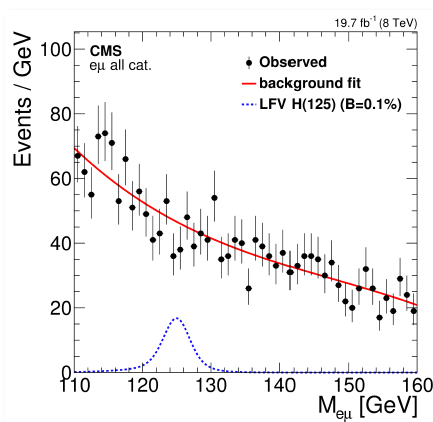 19.7 fb⁻¹ (8 TeV)
CMS
eμ all cat.
Observed
background fit
LFV H(125) (B=0.1%)
Events / GeV
100
80
60
40
20
0
110 120 130 140 150 160
M_eμ [GeV]